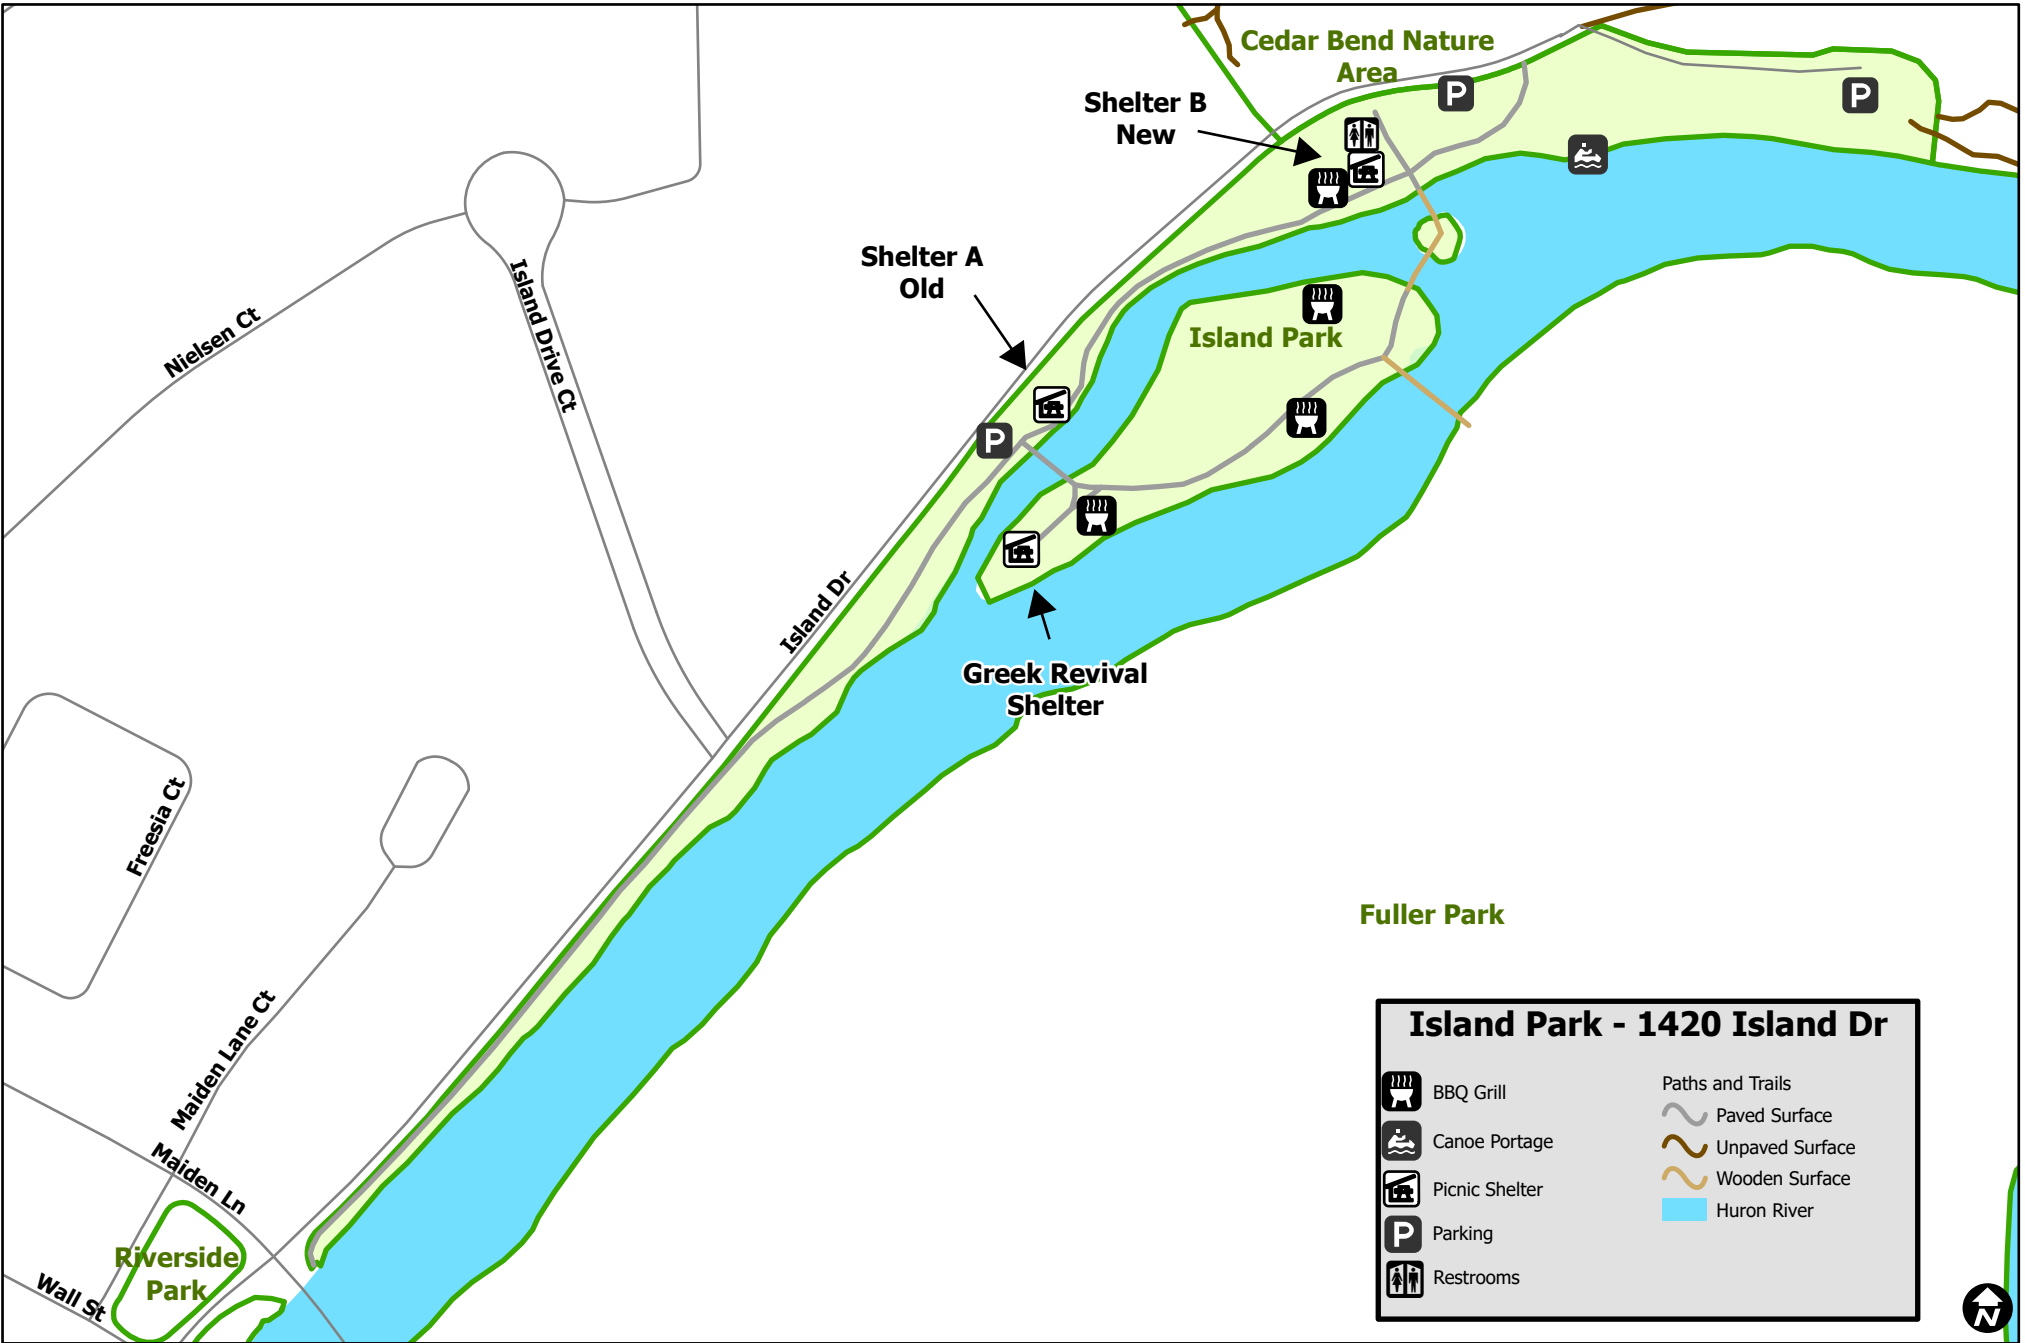 Cedar Bend Nature
Area
Shelter B
New
P
P
Shelter A
Old
Nielsen Ct
Island Drive Ct
Island Park
P
Island Dr
Greek Revival
Shelter
Freesia Ct
Fuller Park
Maiden Lane Ct
Maiden Ln
Riverside
Park
Wall St
Island Park - 1420 Island Dr
BBQ Grill
Canoe Portage
Picnic Shelter
P Parking
Restrooms
Paths and Trails
Paved Surface
Unpaved Surface
Wooden Surface
Huron River
N